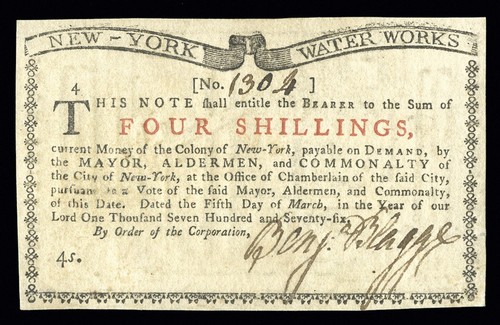 NEW-YORK WATER WORKS
[No. 1304 ]
4
THIS NOTE ſhall entitle the BEARER to the Sum of
FOUR SHILLINGS,
current Money of the Colony of New-York, payable on DEMAND, by
the MAYOR, ALDERMEN, and COMMONALTY of
the City of New-York, at the Office of Chamberlain of the ſaid City,
purſuant to a Vote of the ſaid Mayor, Aldermen, and Commonalty,
of this Date. Dated the Fifth Day of March, in the Year of our
Lord One Thouſand Seven Hundred and Seventy-ſix,
By Order of the Corporation,
Benj. Blagge
4s.